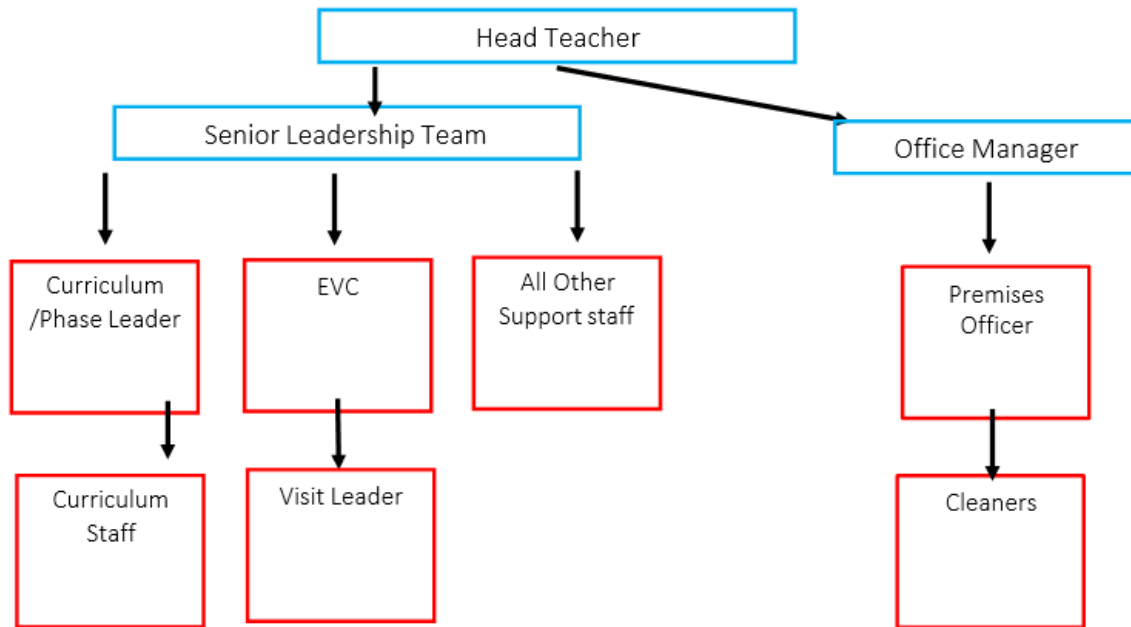 Head Teacher
Senior Leadership Team
Office Manager
Curriculum
/Phase Leader
EVC
All Other
Support staff
Premises
Officer
Curriculum
Staff
Visit Leader
Cleaners